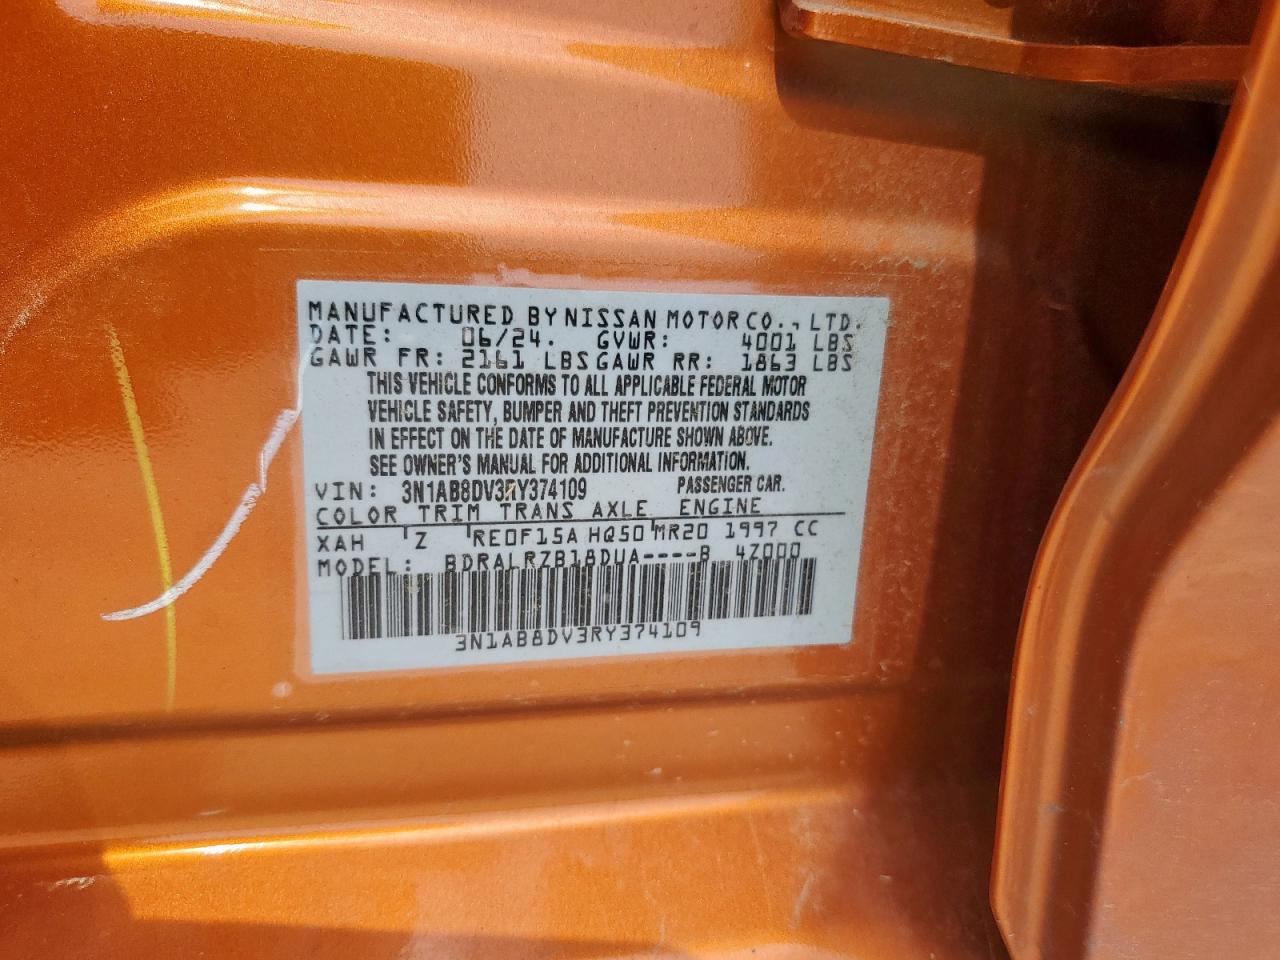 MANUFACTURED BY NISSAN MOTOR CO., LTD.
DATE: 06/24. GVWR: 4001 LBS
GAWR FR: 2161 LBS GAWR RR: 1863 LBS
THIS VEHICLE CONFORMS TO ALL APPLICABLE FEDERAL MOTOR
VEHICLE SAFETY, BUMPER AND THEFT PREVENTION STANDARDS
IN EFFECT ON THE DATE OF MANUFACTURE SHOWN ABOVE.
SEE OWNER'S MANUAL FOR ADDITIONAL INFORMATION.
VIN: 3N1AB8DV3RY374109 PASSENGER CAR.
COLOR TRIM TRANS AXLE ENGINE
XAH Z RE0F15A HQ50 MR20 1997 CC
MODEL: BDRALRZB18DUA----B 4Z000
3N1AB8DV3RY374109